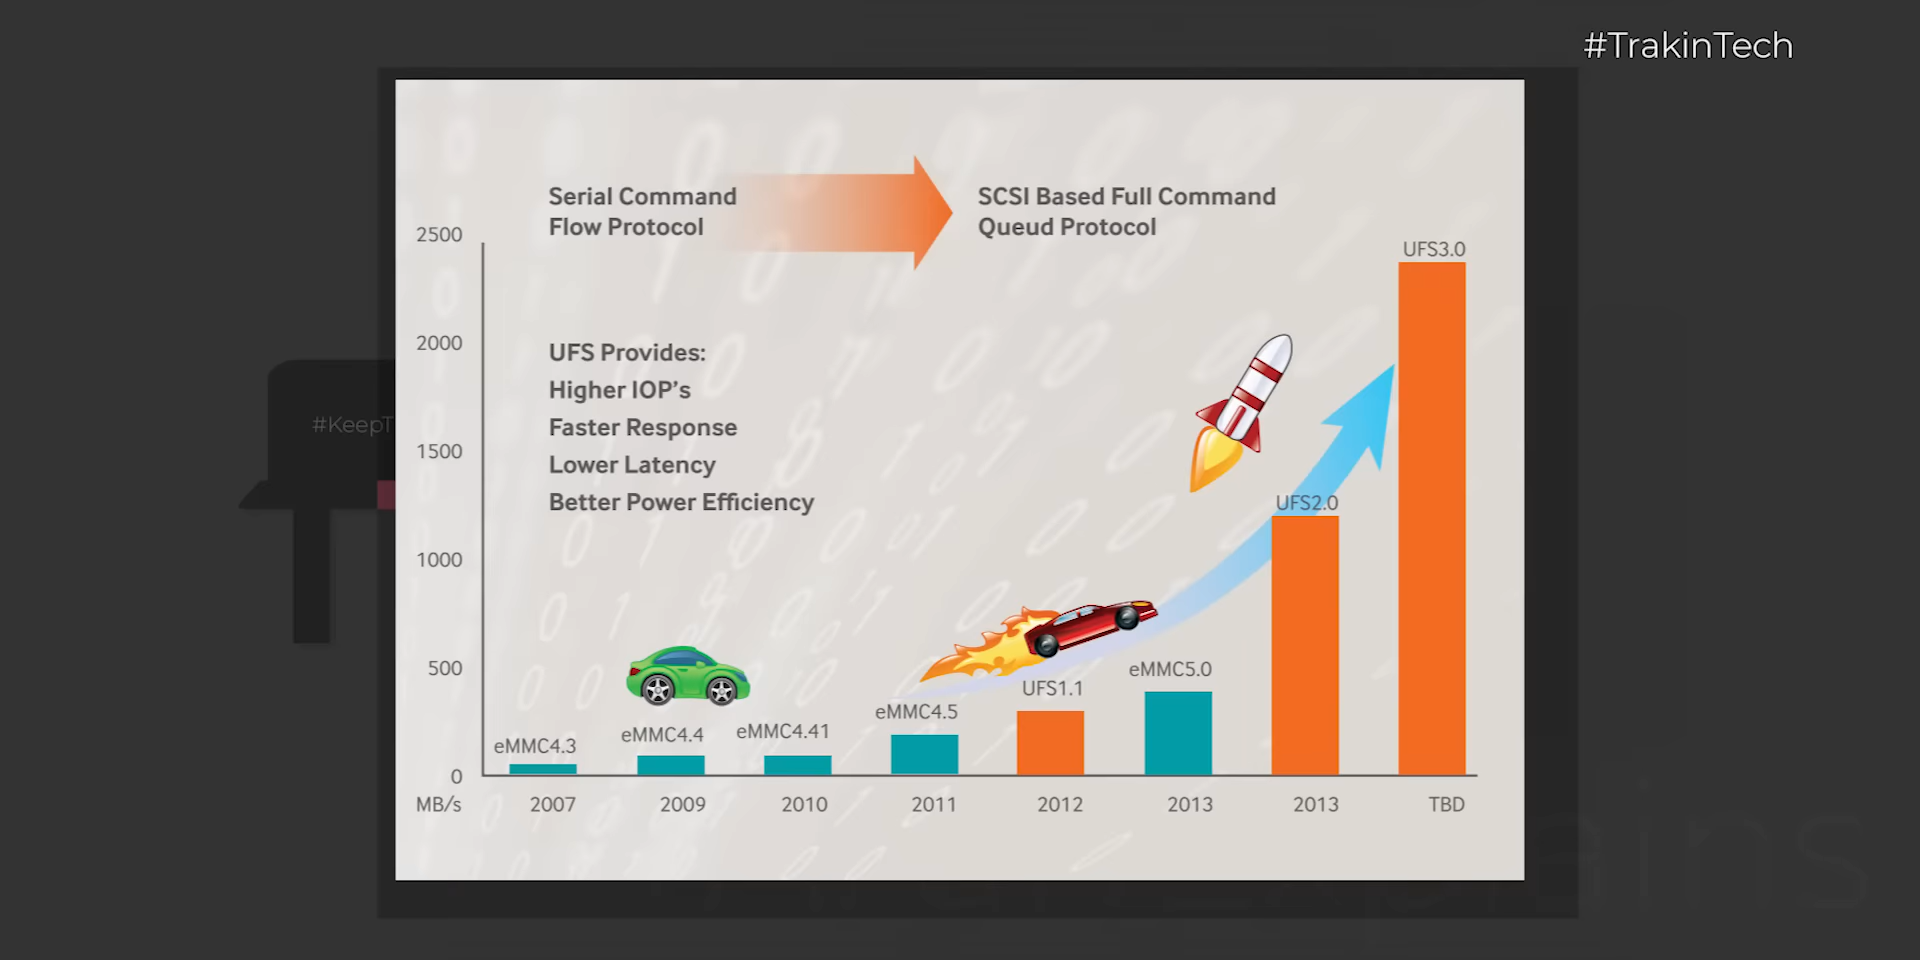 #TrakinTech
Serial Command
Flow Protocol
SCSI Based Full Command
Queud Protocol
2500
UFS3.0
2000
UFS Provides:
Higher IOP's
Faster Response
Lower Latency
Better Power Efficiency
#KeepT
1500
UFS2.0
1000
500
eMMC5.0
UFS1.1
eMMC4.5
eMMC4.41
eMMC4.4
eMMC4.3
0
MB/s 2007 2009 2010 2011 2012 2013 2013 TBD